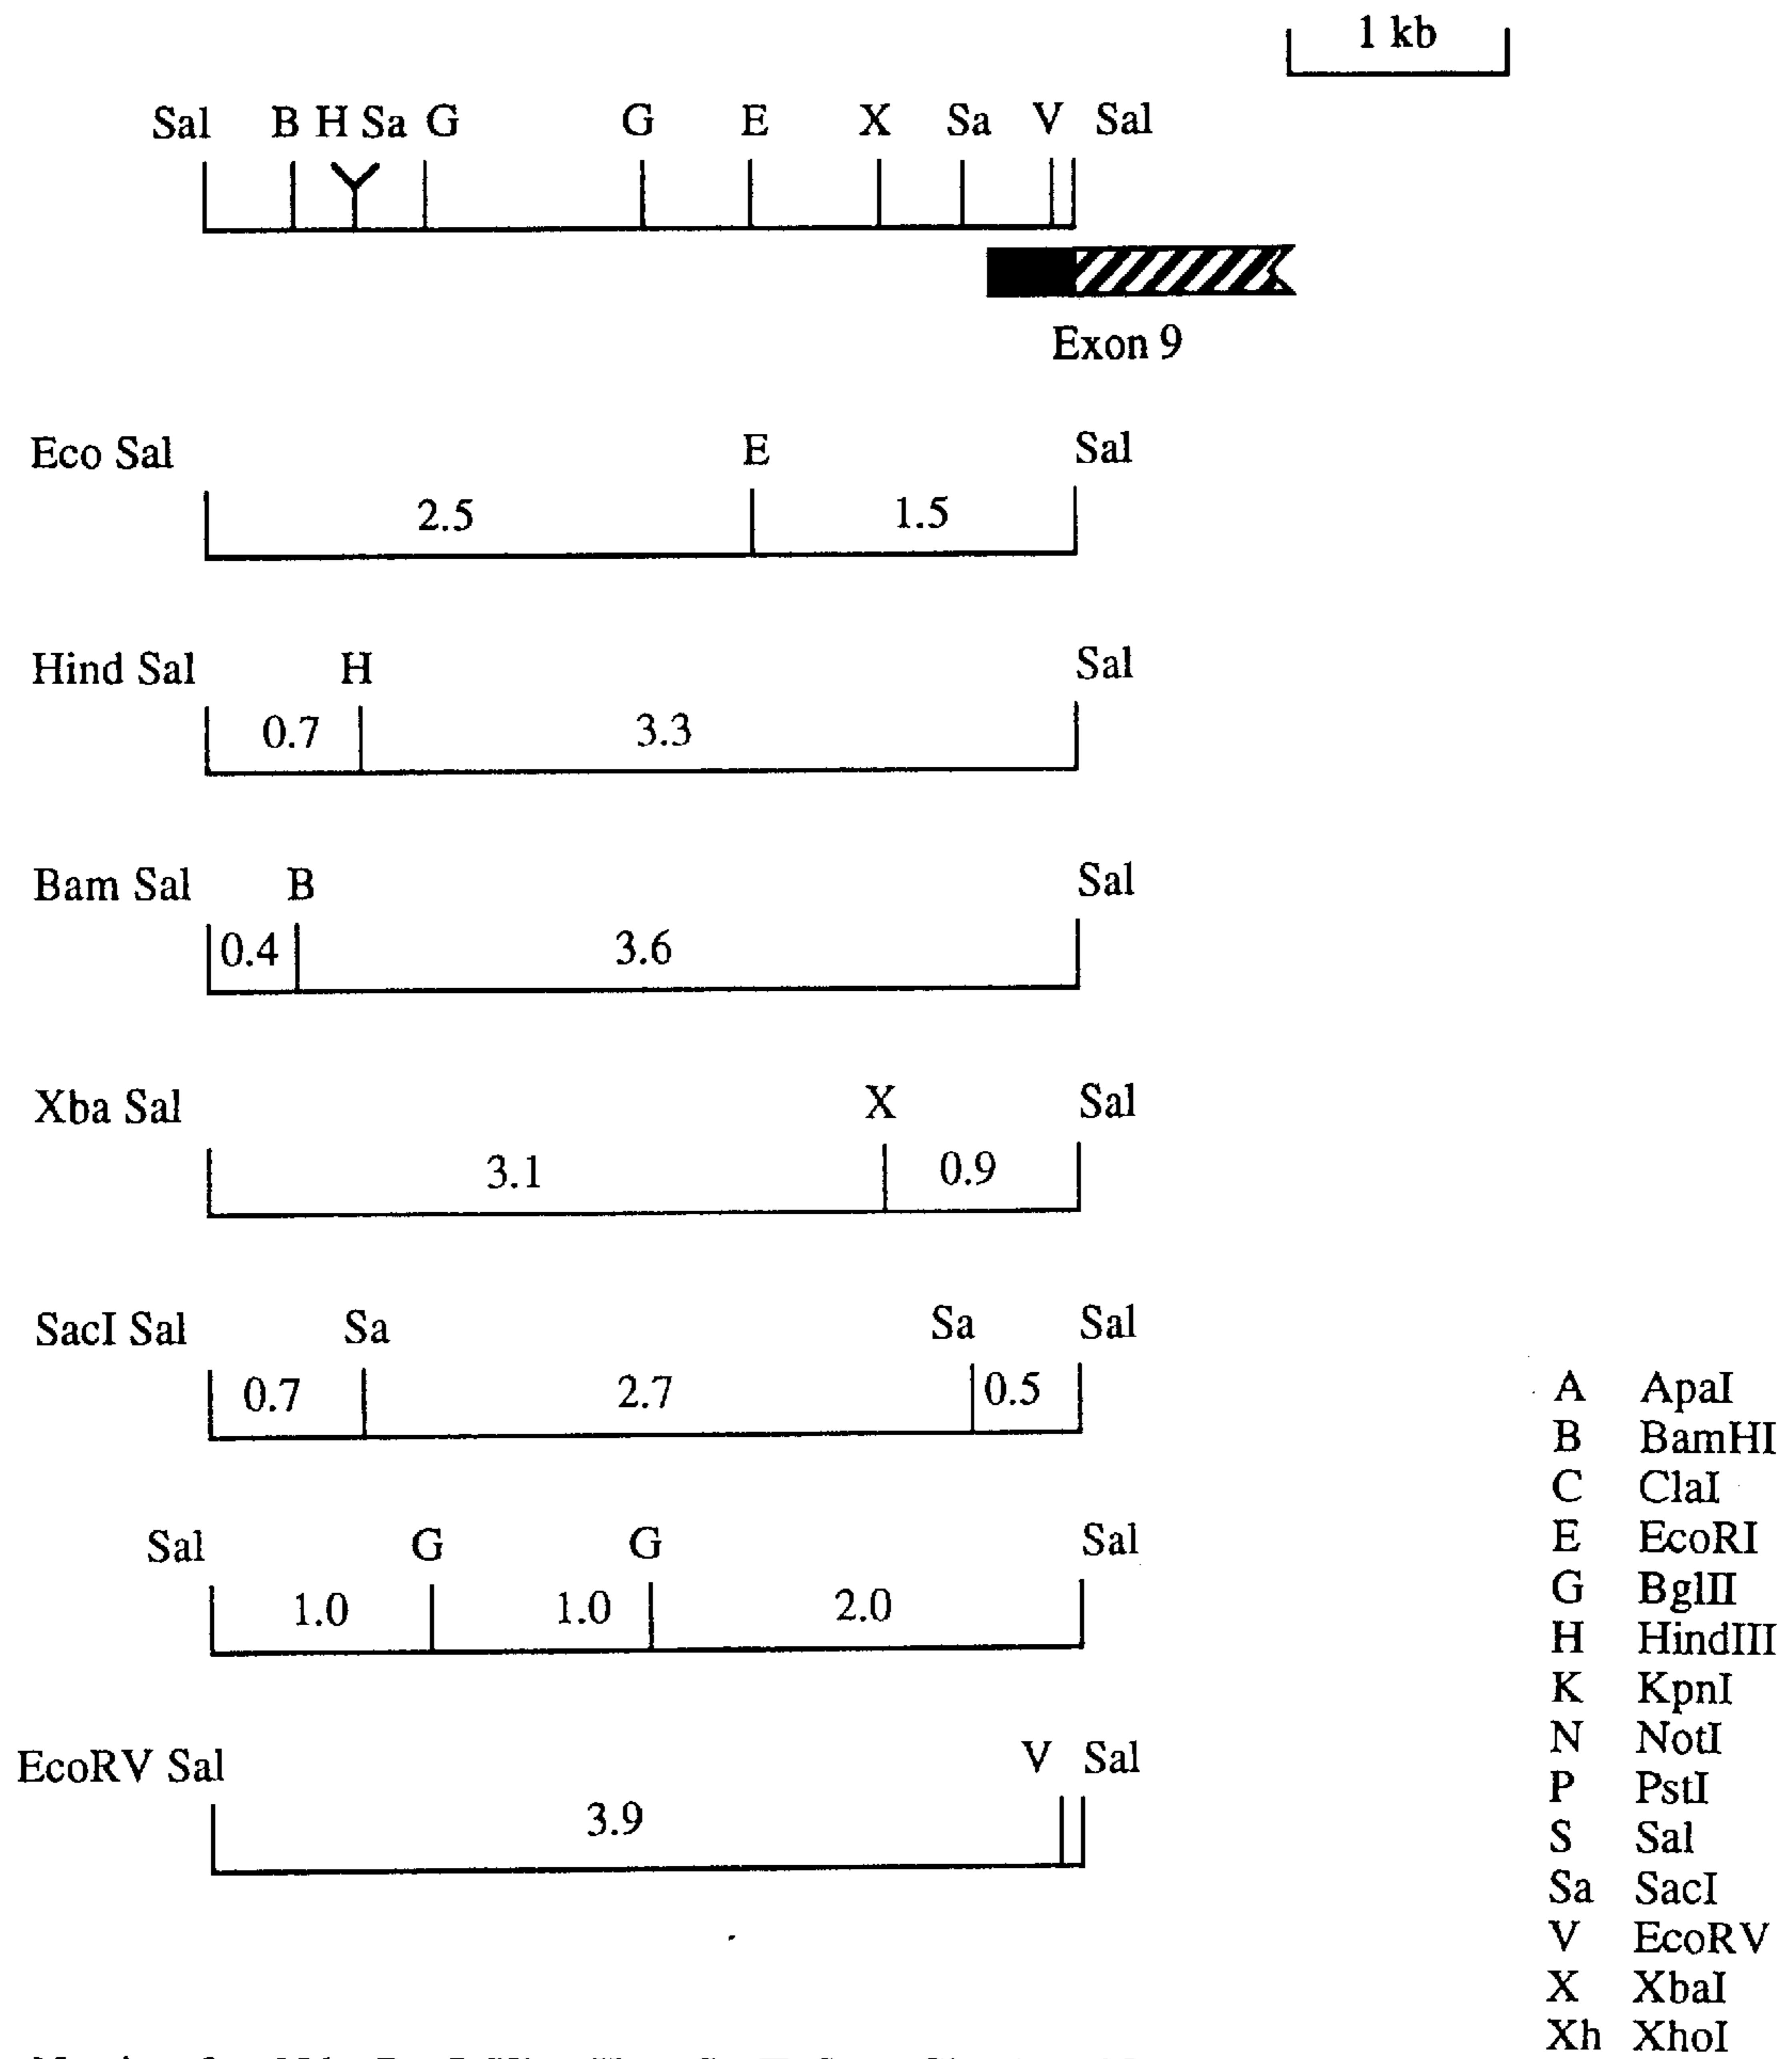 1 kb
Sal B H Sa G G E X Sa V Sal
Exon 9
Eco Sal E Sal
2.5 1.5
Hind Sal H Sal
0.7 3.3
Bam Sal B Sal
0.4 3.6
Xba Sal X Sal
3.1 0.9
SacI Sal Sa Sa Sal
0.7 2.7 0.5
Sal G G Sal
1.0 1.0 2.0
EcoRV Sal V Sal
3.9
A ApaI
B BamHI
C ClaI
E EcoRI
G BglII
H HindIII
K KpnI
N NotI
P PstI
S Sal
Sa SacI
V EcoRV
X XbaI
Xh XhoI